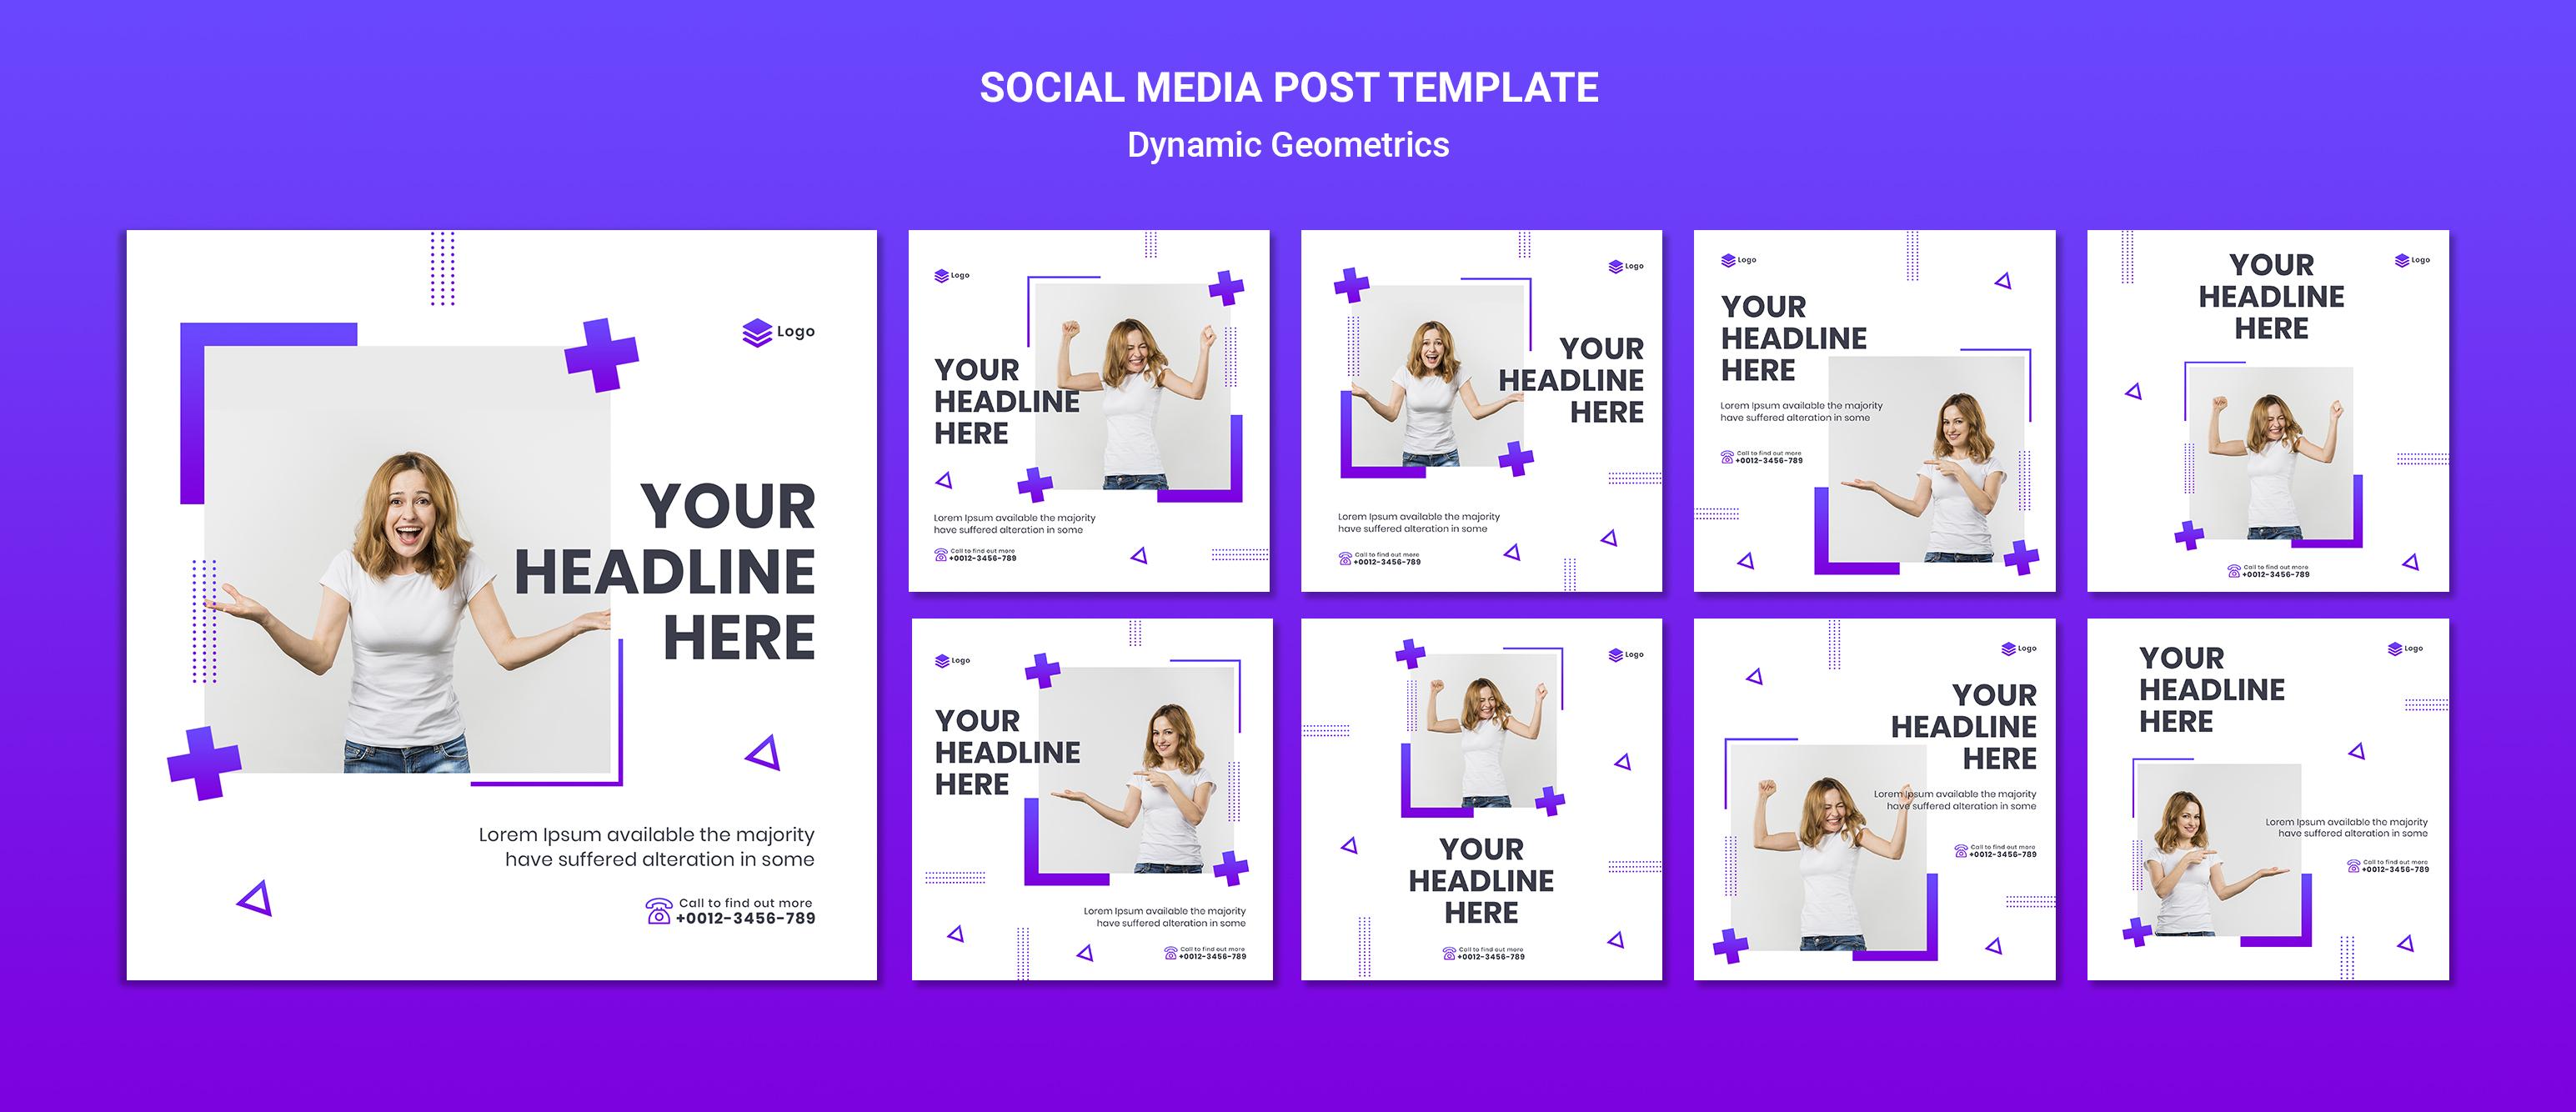 SOCIAL MEDIA POST TEMPLATE
Dynamic Geometrics
Logo
YOUR
HEADLINE
HERE
Lorem Ipsum available the majority
have suffered alteration in some
Call to find out more
+0012-3456-789
Logo
YOUR
HEADLINE
HERE
Lorem Ipsum available the majority
have suffered alteration in some
Call to find out more
+0012-3456-789
Logo
YOUR
HEADLINE
HERE
Lorem Ipsum available the majority
have suffered alteration in some
Call to find out more
+0012-3456-789
Logo
YOUR
HEADLINE
HERE
Lorem Ipsum available the majority
have suffered alteration in some
Call to find out more
+0012-3456-789
YOUR
HEADLINE
HERE
Logo
Call to find out more
+0012-3456-789
Logo
YOUR
HEADLINE
HERE
Lorem Ipsum available the majority
have suffered alteration in some
Call to find out more
+0012-3456-789
Logo
YOUR
HEADLINE
HERE
Call to find out more
+0012-3456-789
Logo
YOUR
HEADLINE
HERE
Lorem Ipsum available the majority
have suffered alteration in some
Call to find out more
+0012-3456-789
Logo
YOUR
HEADLINE
HERE
Lorem Ipsum available the majority
have suffered alteration in some
Call to find out more
+0012-3456-789